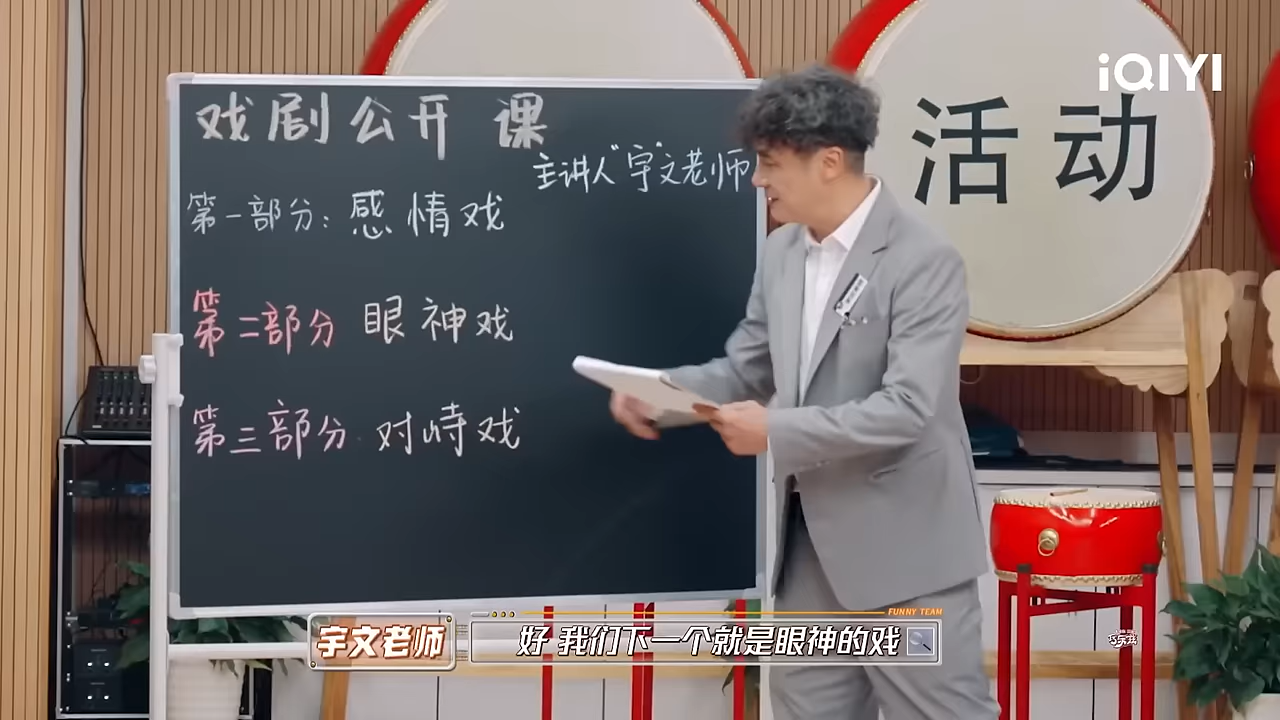 iQIYI
活动
戏剧公开课
主讲人"宇"文老师
第一部分：感情戏
第二部分 眼神戏
第三部分 对峙戏
FUNNY TEAM
宇文老师
好 我们下一个就是眼神的戏